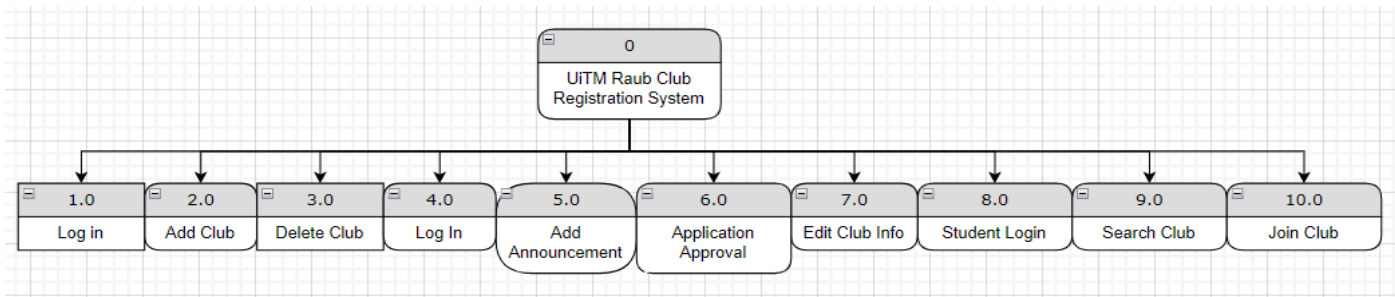 0
UiTM Raub Club
Registration System
1.0
Log in
2.0
Add Club
3.0
Delete Club
4.0
Log In
5.0
Add
Announcement
6.0
Application
Approval
7.0
Edit Club Info
8.0
Student Login
9.0
Search Club
10.0
Join Club